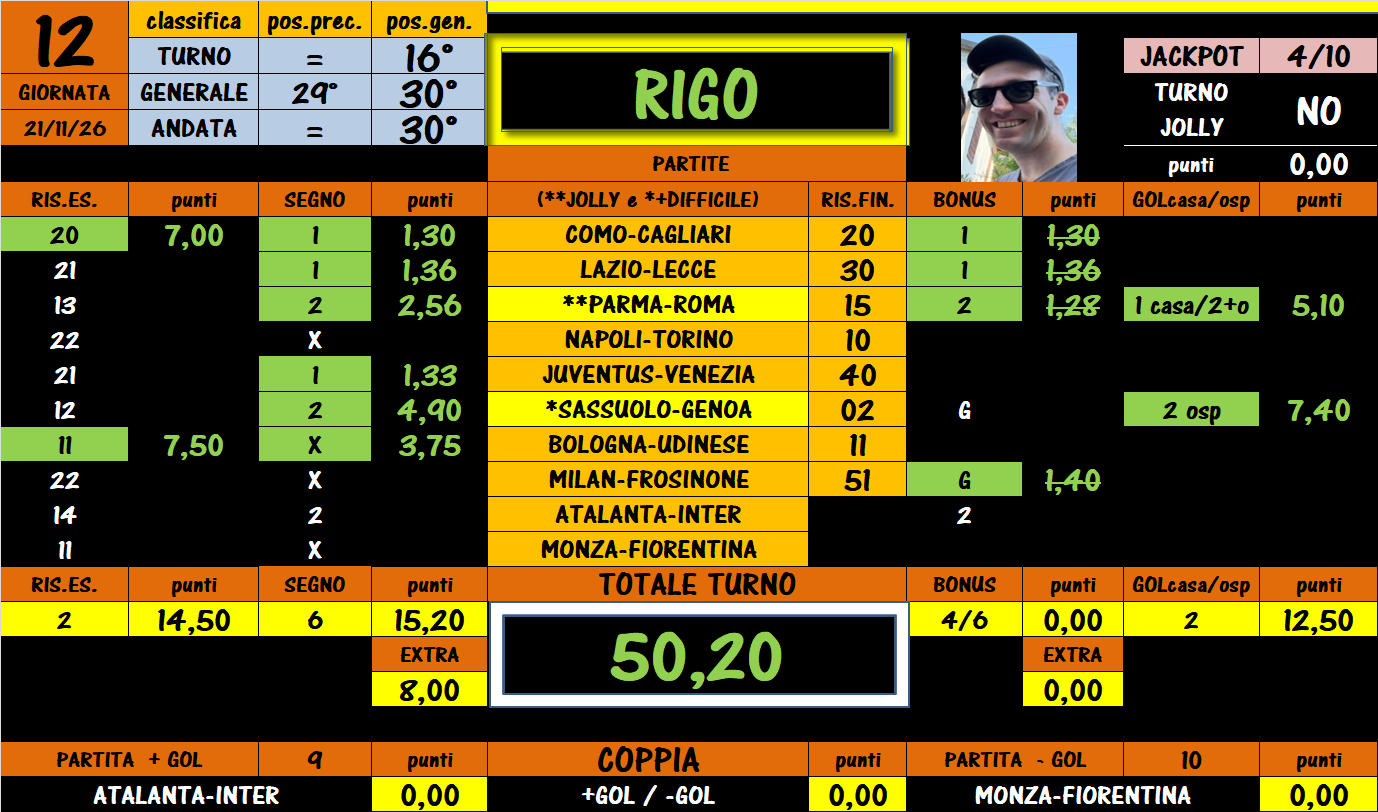 12 classifica pos.prec. pos.gen.
TURNO = 16° JACKPOT 4/10
RIGO
GIORNATA GENERALE 29° 30° TURNO JOLLY NO
21/11/26 ANDATA = 30°
PARTITE punti 0,00
RIS.ES. punti SEGNO punti (**JOLLY e *+DIFFICILE) RIS.FIN. BONUS punti GOLcasa/osp punti
20 7,00 1 1,30 COMO-CAGLIARI 20 1 1,30
21 1 1,36 LAZIO-LECCE 30 1 1,36
13 2 2,56 **PARMA-ROMA 15 2 1,28 1 casa/2+o 5,10
22 X NAPOLI-TORINO 10
21 1 1,33 JUVENTUS-VENEZIA 40
12 2 4,90 *SASSUOLO-GENOA 02 G 2 osp 7,40
11 7,50 X 3,75 BOLOGNA-UDINESE 11
22 X MILAN-FROSINONE 51 G 1,40
14 2 ATALANTA-INTER 2
11 X MONZA-FIORENTINA
RIS.ES. punti SEGNO punti TOTALE TURNO BONUS punti GOLcasa/osp punti
2 14,50 6 15,20 4/6 0,00 2 12,50
EXTRA 50,20 EXTRA
8,00 0,00
PARTITA + GOL 9 punti COPPIA punti PARTITA - GOL 10 punti
ATALANTA-INTER 0,00 +GOL / -GOL 0,00 MONZA-FIORENTINA 0,00